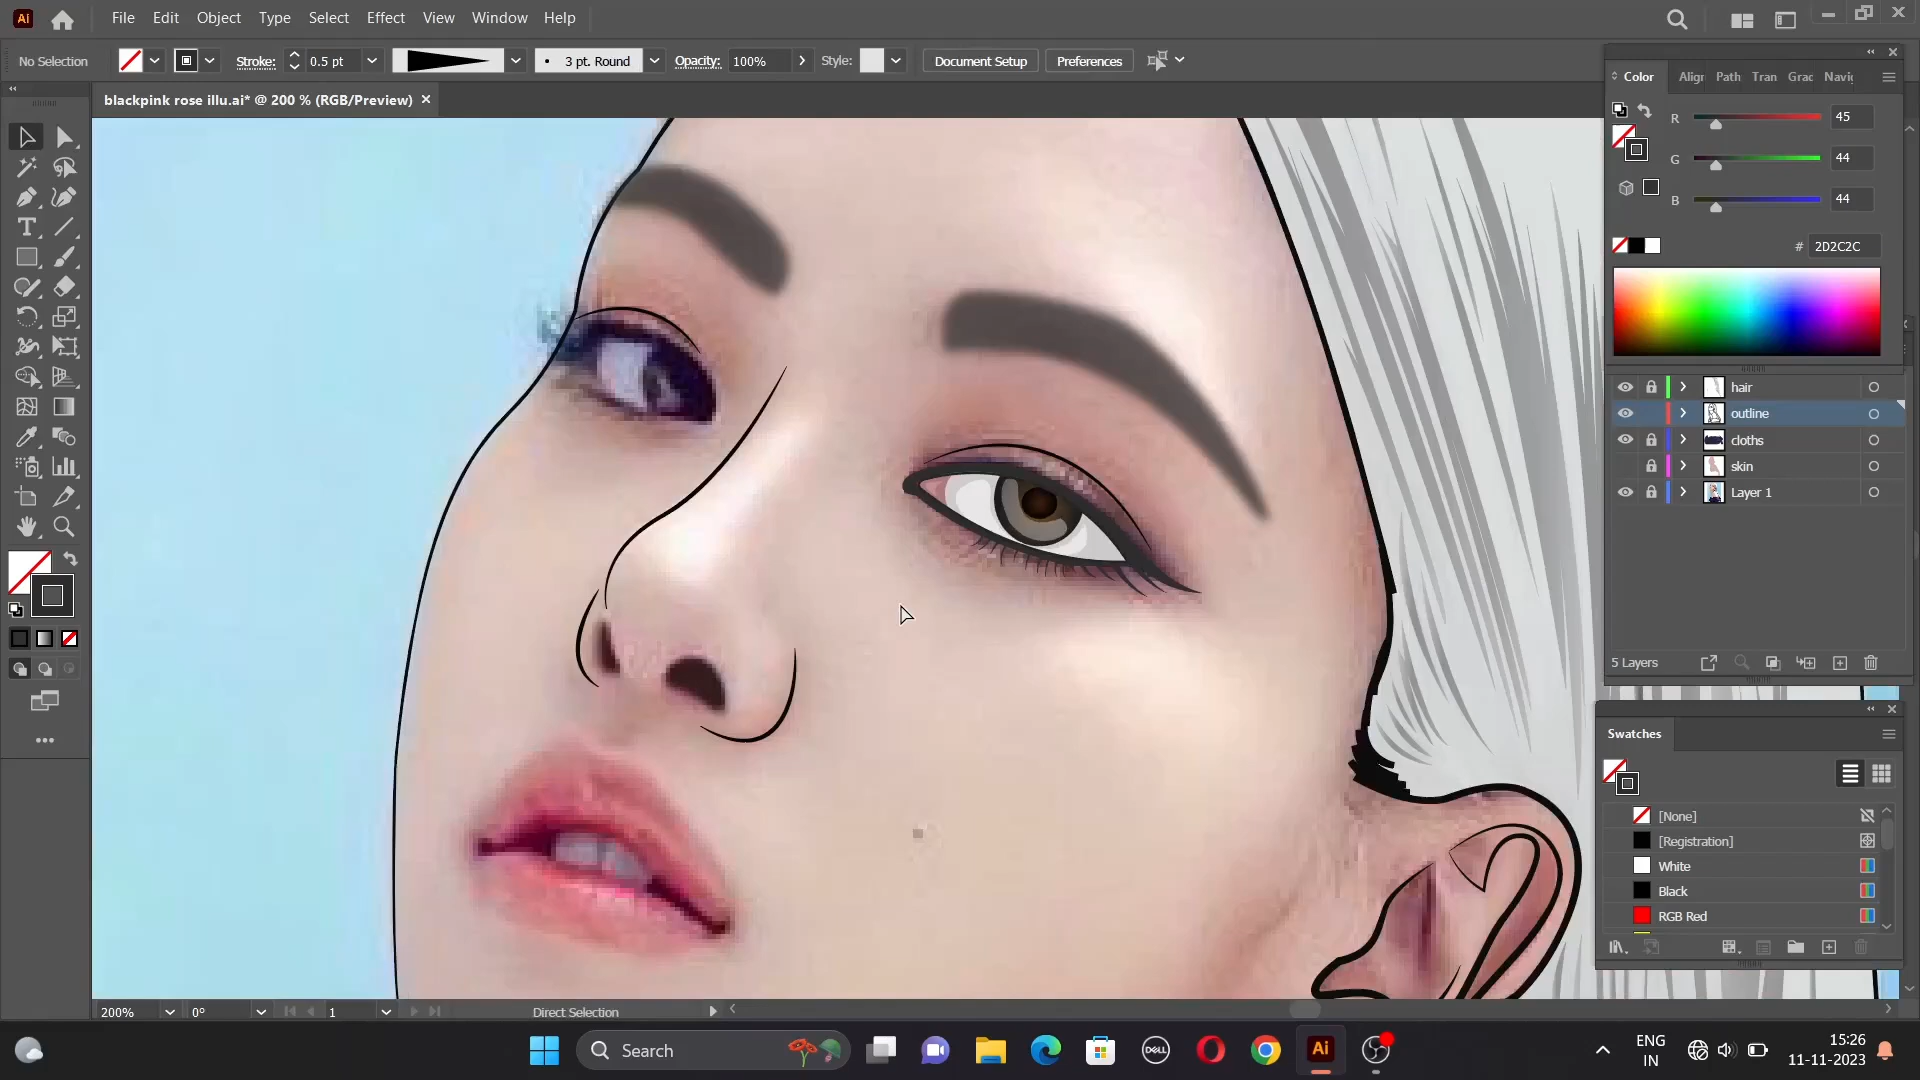 Ai
File Edit Object Type Select Effect View Window Help
No Selection
Stroke: 0.5 pt
3 pt. Round
Opacity: 100%
Style:
Document Setup
Preferences
blackpink rose illu.ai* @ 200 % (RGB/Preview)
Color Aligr Path Tran Grac Navi
R 45
G 44
B 44
# 2D2C2C
hair
outline
cloths
skin
Layer 1
5 Layers
Swatches
[None]
[Registration]
White
Black
RGB Red
200% 0° 1 Direct Selection
Search
DELL
Ai
ENG
IN
15:26
11-11-2023